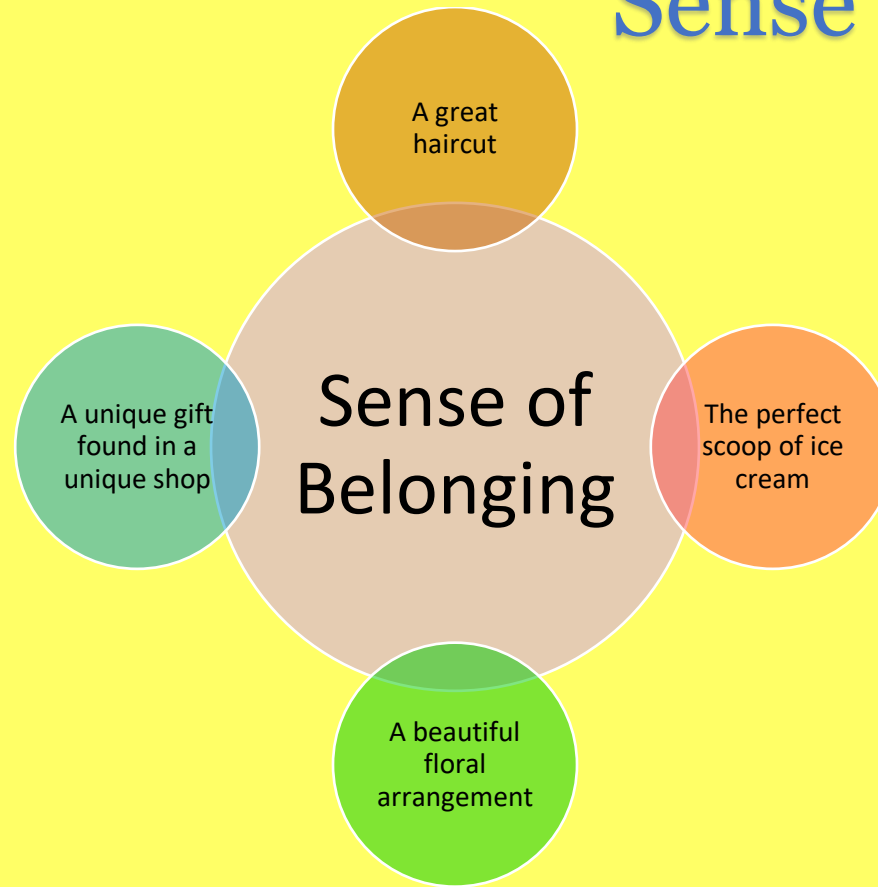 Sense
A great
haircut
A unique gift
found in a
unique shop
Sense of
Belonging
The perfect
scoop of ice
cream
A beautiful
floral
arrangement